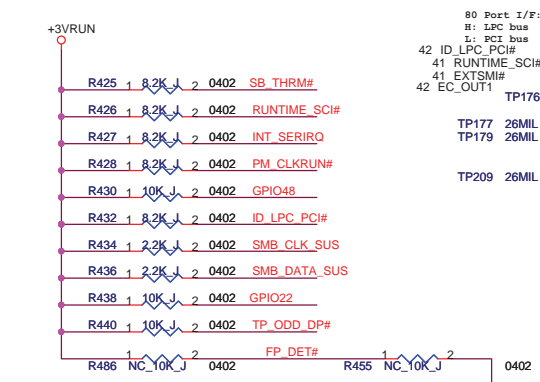 80 Port I/F:
H: LPC bus
L: PCI bus
42 ID_LPC_PCI#
41 RUNTIME_SCI#
41 EXTSMI#
42 EC_OUT1
TP176
TP177 26MIL
TP179 26MIL
TP209 26MIL
+3VRUN
R425 1 8.2K_J 2 0402 SB_THRM#
R426 1 8.2K_J 2 0402 RUNTIME_SCI#
R427 1 8.2K_J 2 0402 INT_SERIRQ
R428 1 8.2K_J 2 0402 PM_CLKRUN#
R430 1 10K_J 2 0402 GPIO48
R432 1 8.2K_J 2 0402 ID_LPC_PCI#
R434 1 2.2K_J 2 0402 SMB_CLK_SUS
R436 1 2.2K_J 2 0402 SMB_DATA_SUS
R438 1 10K_J 2 0402 GPIO22
R440 1 10K_J 2 0402 TP_ODD_DP#
R486 1 NC_10K_J 2 0402 FP_DET# R455 1 NC_10K_J 2 0402